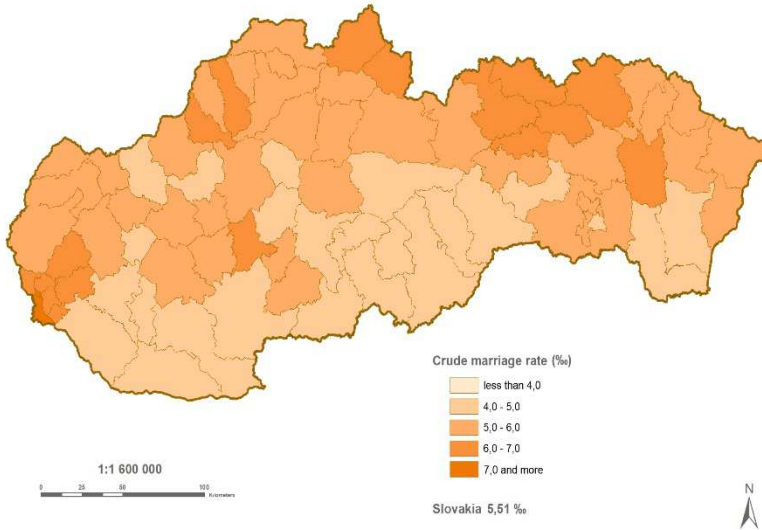 Crude marriage rate (‰)
less than 4,0
4,0 - 5,0
5,0 - 6,0
6,0 - 7,0
7,0 and more
1:1 600 000
0 25 50 100
Kilometers
Slovakia 5,51 ‰
N